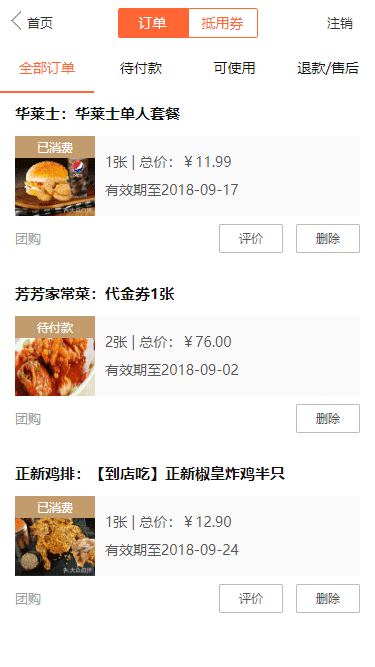 首页 订单 抵用券 注销
全部订单 待付款 可使用 退款/售后
华莱士：华莱士单人套餐
已消费
1张 | 总价：￥11.99
有效期至2018-09-17
团购 评价 删除
芳芳家常菜：代金券1张
待付款
2张 | 总价：￥76.00
有效期至2018-09-02
团购 删除
正新鸡排：【到店吃】正新椒皇炸鸡半只
已消费
1张 | 总价：￥12.90
有效期至2018-09-24
团购 评价 删除